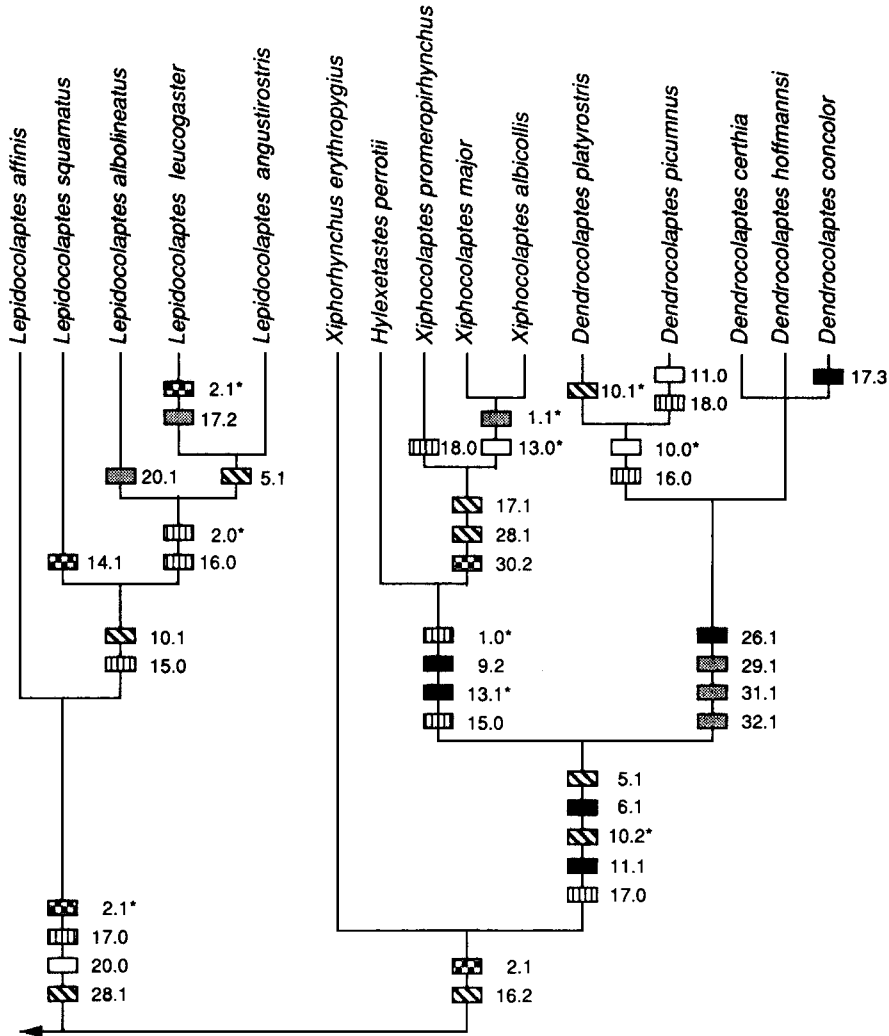 Lepidocolaptes affinis
Lepidocolaptes squamatus
Lepidocolaptes albolineatus
Lepidocolaptes leucogaster
Lepidocolaptes angustirostris
Xiphorhynchus erythropygius
Hylexetastes perrotii
Xiphocolaptes promeropirhynchus
Xiphocolaptes major
Xiphocolaptes albicollis
Dendrocolaptes platyrostris
Dendrocolaptes picumnus
Dendrocolaptes certhia
Dendrocolaptes hoffmannsi
Dendrocolaptes concolor
2.1*
17.2
20.1
5.1
2.0*
16.0
14.1
10.1
15.0
2.1*
17.0
20.0
28.1
1.1*
18.0
13.0*
17.1
28.1
30.2
1.0*
9.2
13.1*
15.0
10.1*
11.0
18.0
10.0*
16.0
17.3
26.1
29.1
31.1
32.1
5.1
6.1
10.2*
11.1
17.0
2.1
16.2